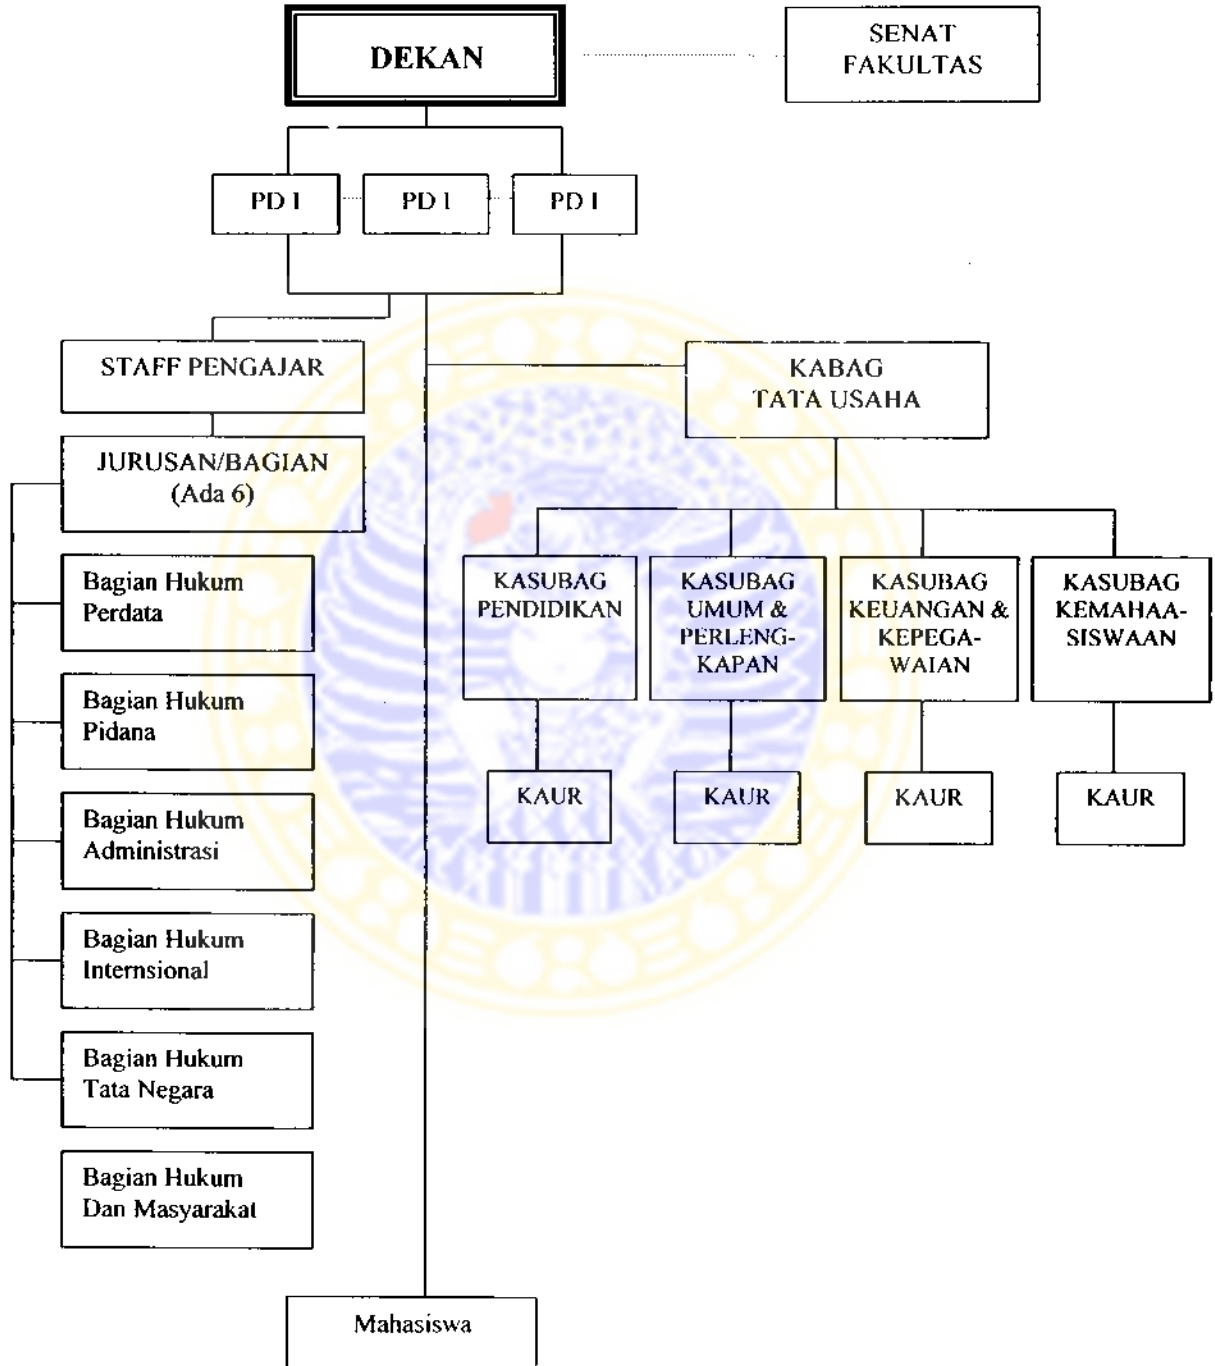 DEKAN
SENAT
FAKULTAS
PD I
PD I
PD I
STAFF PENGAJAR
KABAG
TATA USAHA
JURUSAN/BAGIAN
(Ada 6)
Bagian Hukum
Perdata
Bagian Hukum
Pidana
Bagian Hukum
Administrasi
Bagian Hukum
Internsional
Bagian Hukum
Tata Negara
Bagian Hukum
Dan Masyarakat
KASUBAG
PENDIDIKAN
KASUBAG
UMUM &
PERLENG-
KAPAN
KASUBAG
KEUANGAN &
KEPEGA-
WAIAN
KASUBAG
KEMAHAA-
SISWAAN
KAUR
KAUR
KAUR
KAUR
Mahasiswa